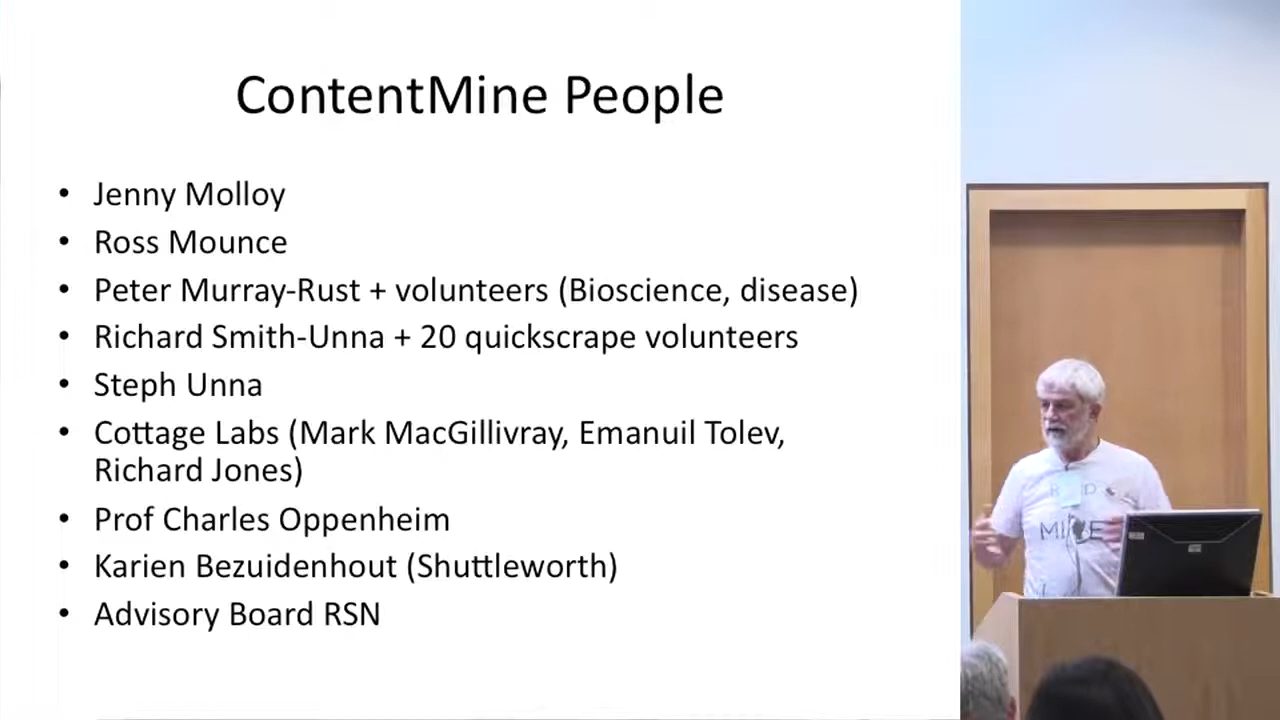 ContentMine People
• Jenny Molloy
• Ross Mounce
• Peter Murray-Rust + volunteers (Bioscience, disease)
• Richard Smith-Unna + 20 quickscrape volunteers
• Steph Unna
• Cottage Labs (Mark MacGillivray, Emanuil Tolev,
Richard Jones)
• Prof Charles Oppenheim
• Karien Bezuidenhout (Shuttleworth)
• Advisory Board RSN